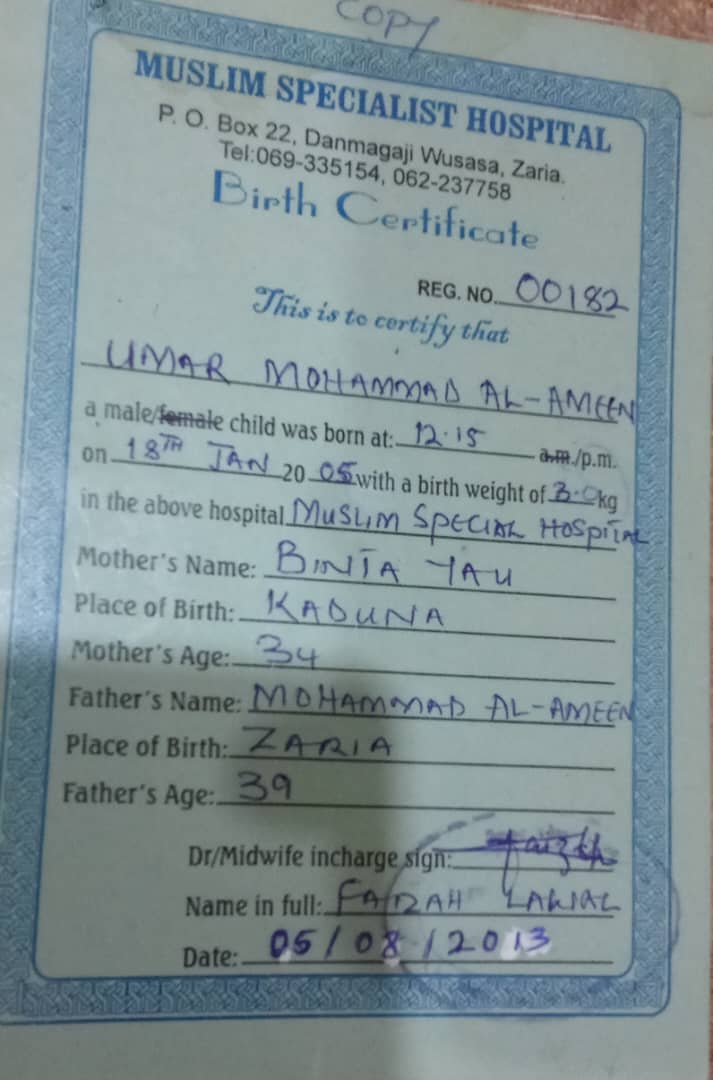 COPY
MUSLIM SPECIALIST HOSPITAL
P. O. Box 22, Danmagaji Wusasa, Zaria.
Tel:069-335154, 062-237758
Birth Certificate
REG. NO. 00182
This is to certify that
UMAR MOHAMMAD AL-AMEEN
a male/female child was born at: 12.15 a.m./p.m.
on 18TH JAN 20 05 with a birth weight of 3.0 kg
in the above hospital MUSLIM SPECIAL HOSPITAL
Mother's Name: BINTA YAU
Place of Birth: KADUNA
Mother's Age: 34
Father's Name: MOHAMMAD AL-AMEEN
Place of Birth: ZARIA
Father's Age: 39
Dr/Midwife incharge sign:
Name in full:
Date: 05/08/2013